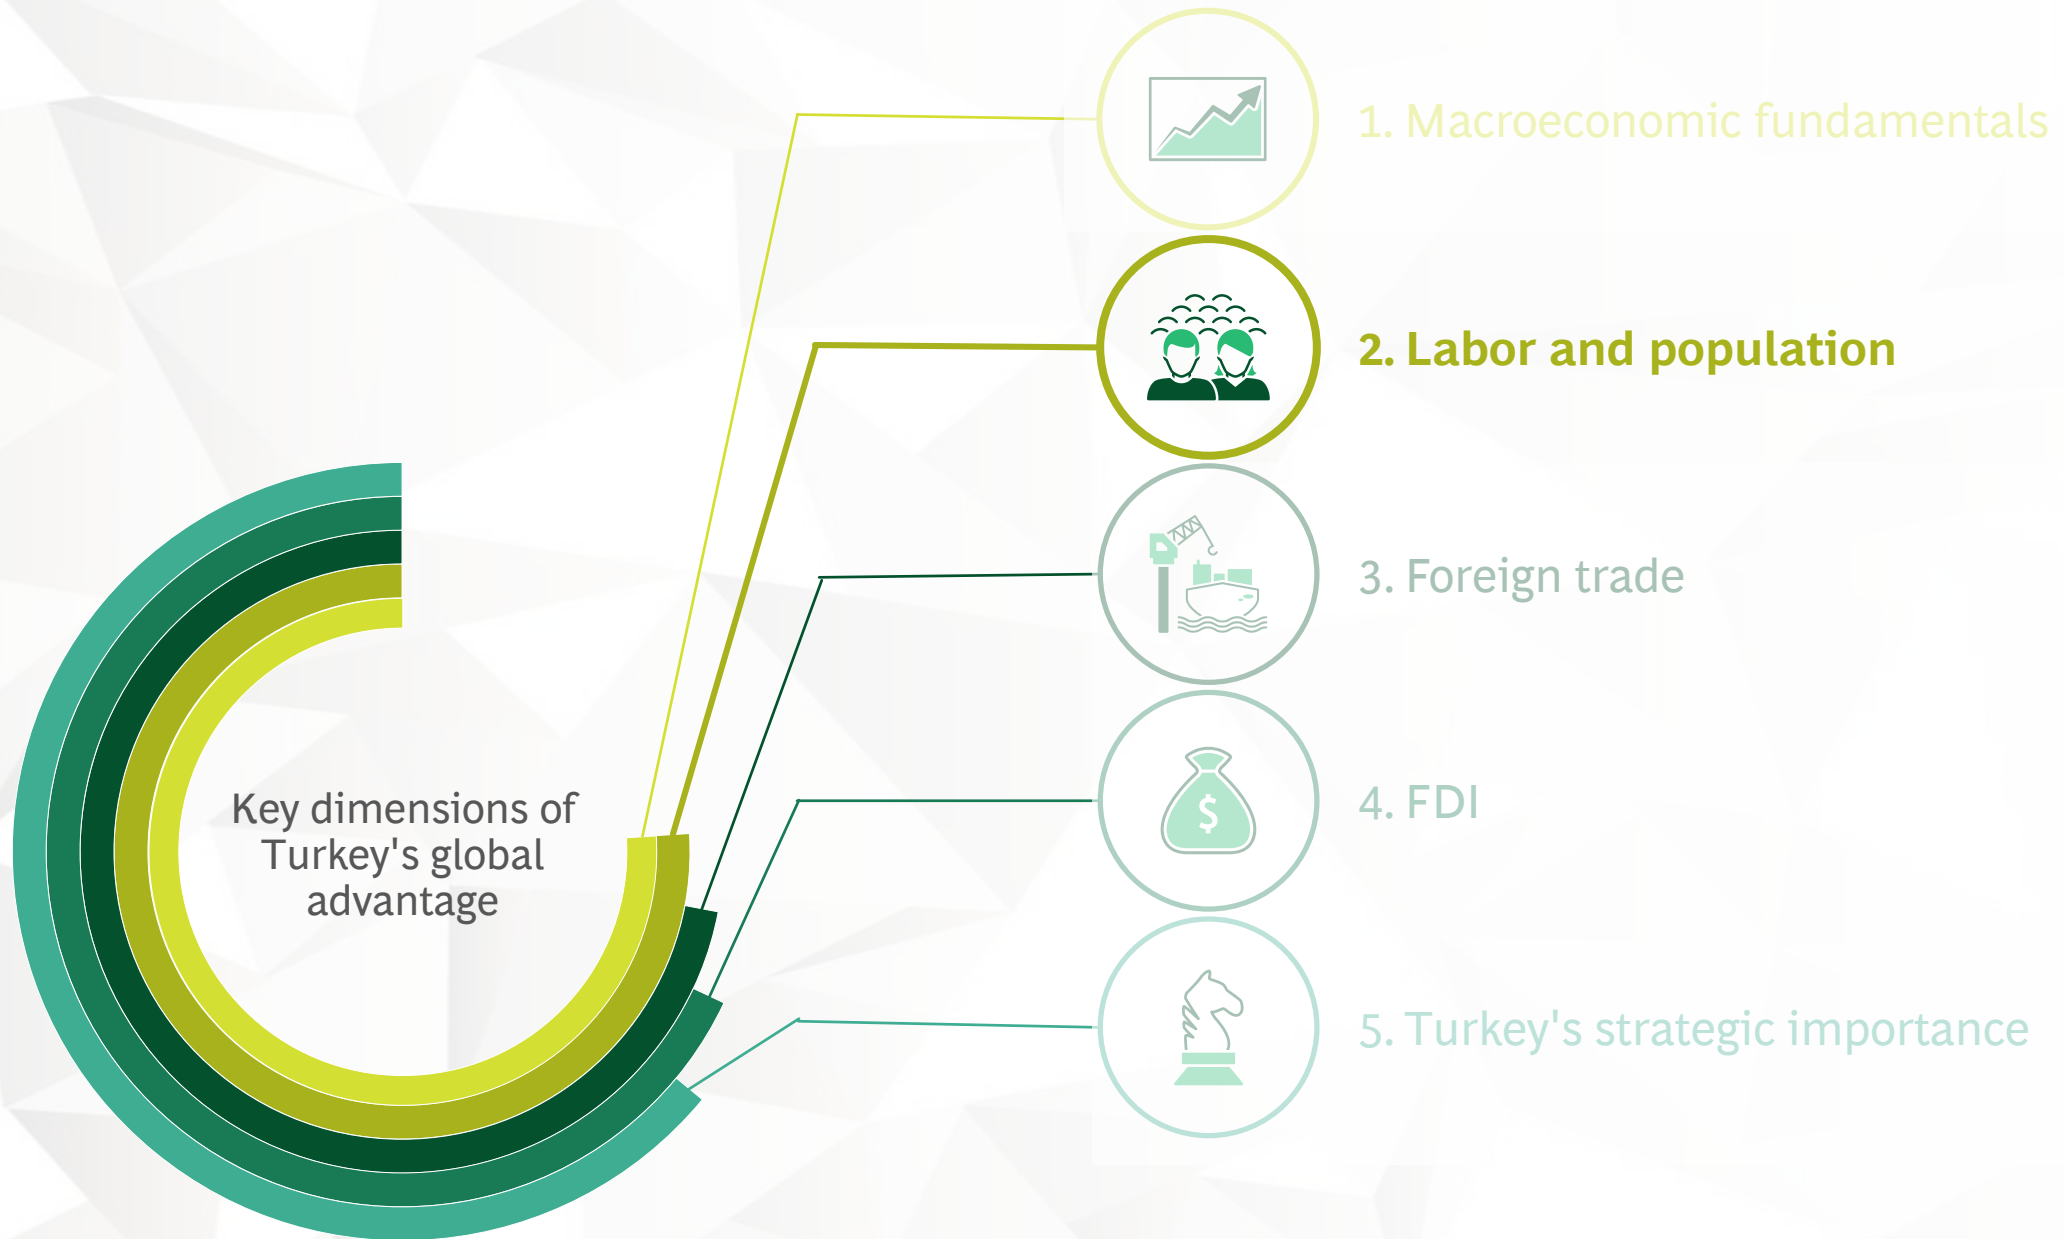 1. Macroeconomic fundamentals
2. Labor and population
3. Foreign trade
4. FDI
5. Turkey's strategic importance
Key dimensions of
Turkey's global
advantage
$